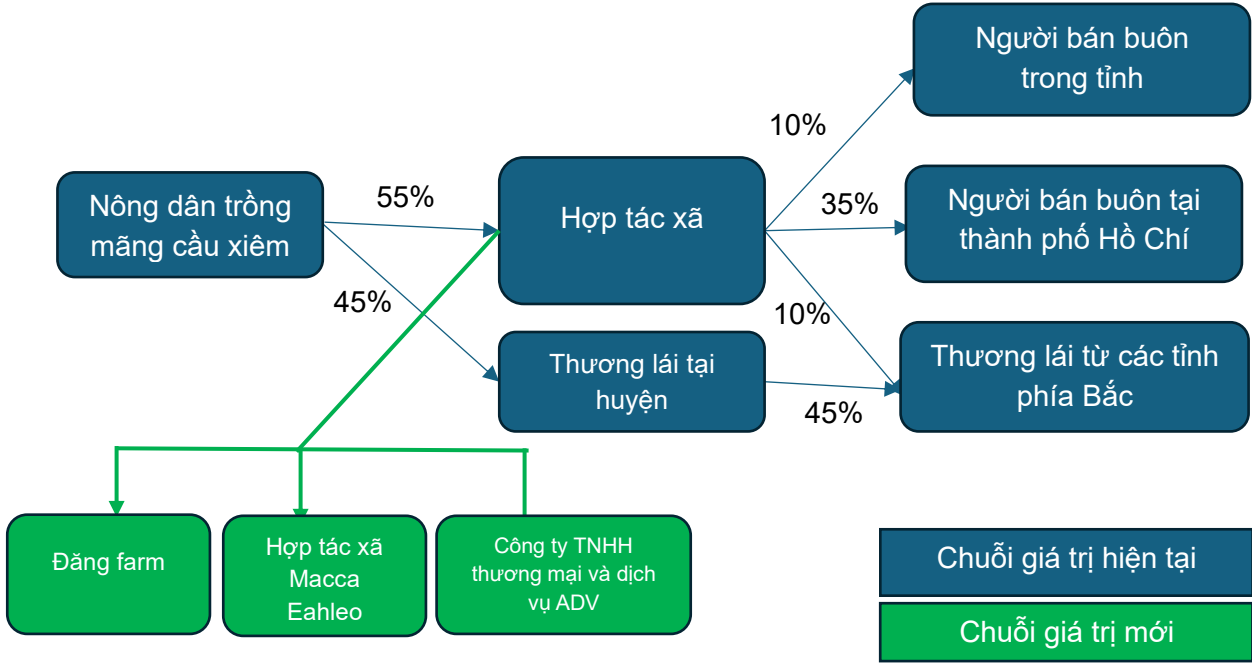 Người bán buôn
trong tỉnh
10%
Nông dân trồng
mãng cầu xiêm
55%
Hợp tác xã
35%
Người bán buôn tại
thành phố Hồ Chí
45%
10%
Thương lái tại
huyện
45%
Thương lái từ các tỉnh
phía Bắc
Đăng farm
Hợp tác xã
Macca
Eahleo
Công ty TNHH
thương mại và dịch
vụ ADV
Chuỗi giá trị hiện tại
Chuỗi giá trị mới